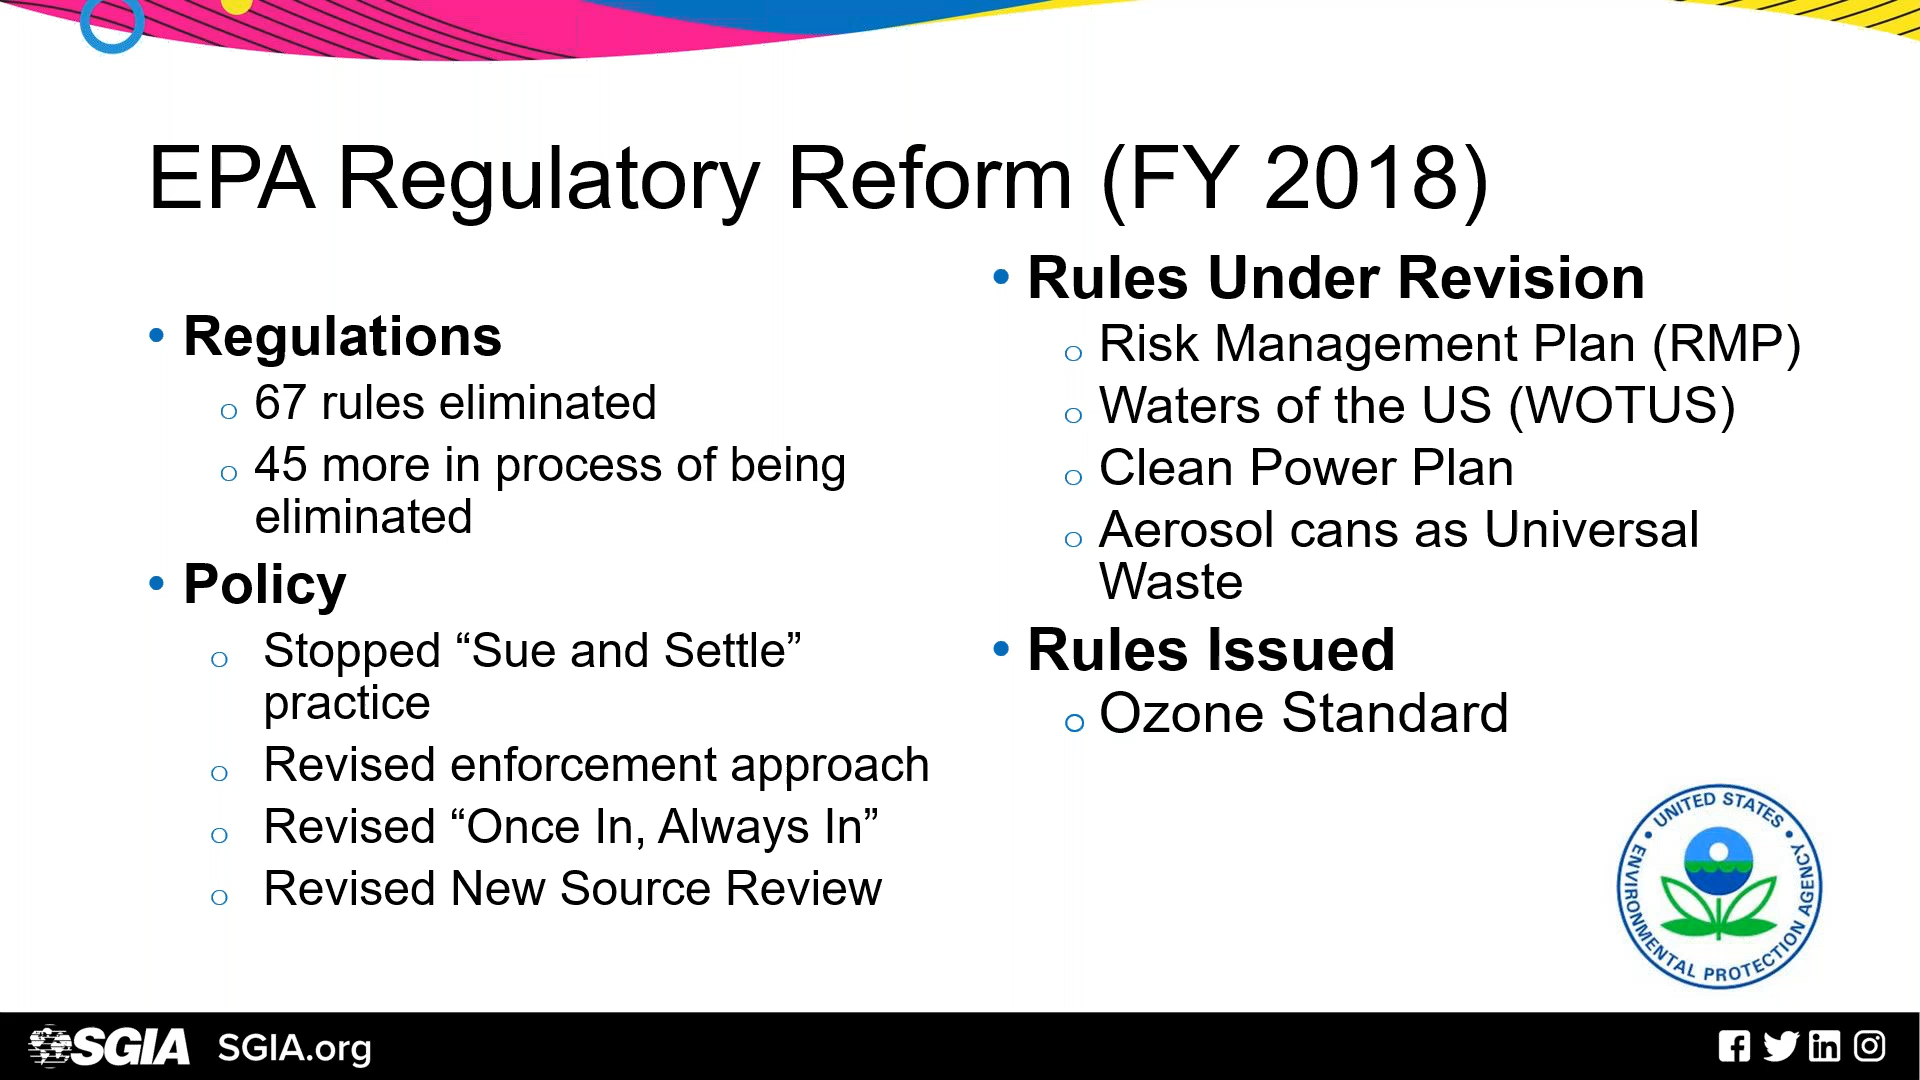 EPA Regulatory Reform (FY 2018)
• Regulations
o 67 rules eliminated
o 45 more in process of being
eliminated
• Policy
o Stopped “Sue and Settle”
practice
o Revised enforcement approach
o Revised “Once In, Always In”
o Revised New Source Review
• Rules Under Revision
o Risk Management Plan (RMP)
o Waters of the US (WOTUS)
o Clean Power Plan
o Aerosol cans as Universal
Waste
• Rules Issued
o Ozone Standard
• UNITED STATES •
ENVIRONMENTAL PROTECTION AGENCY
SGIA SGIA.org